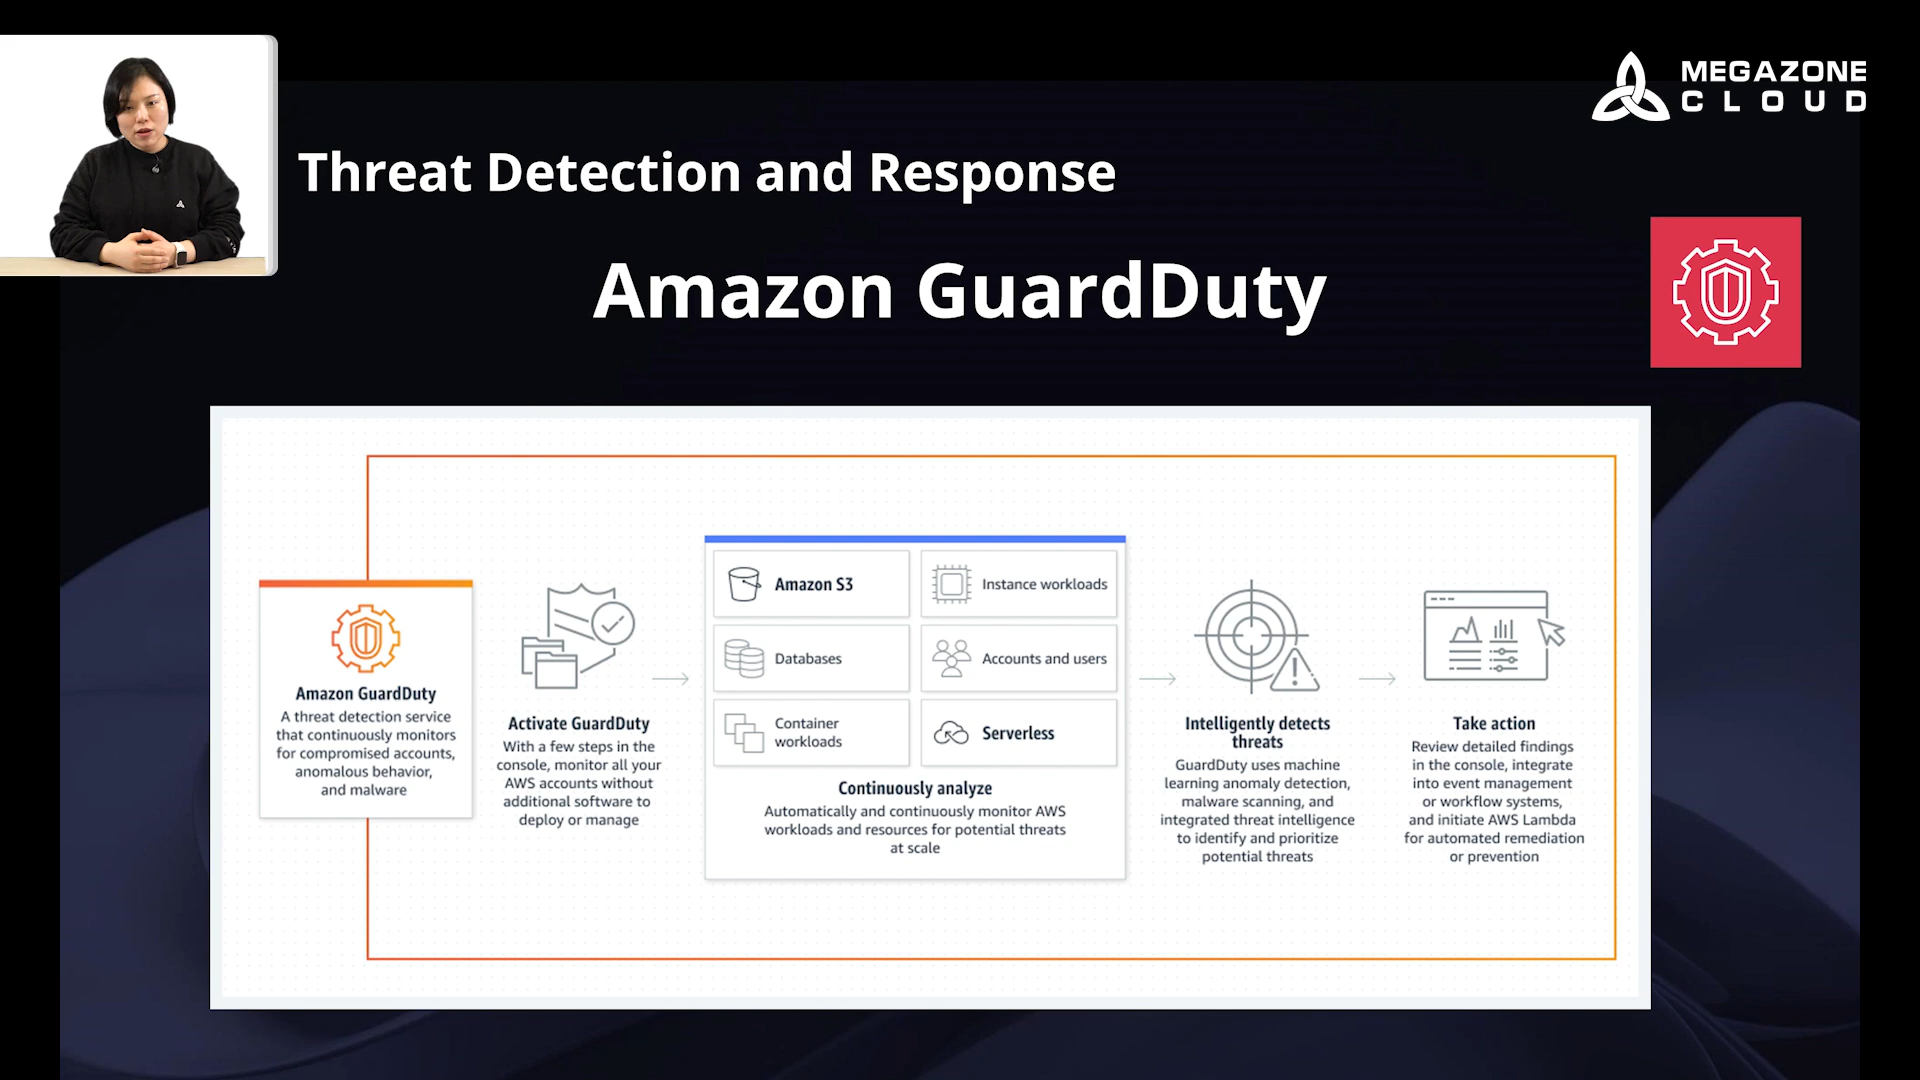 MEGAZONE
CLOUD
Threat Detection and Response
Amazon GuardDuty
Amazon GuardDuty
A threat detection service
that continuously monitors
for compromised accounts,
anomalous behavior,
and malware
Activate GuardDuty
With a few steps in the
console, monitor all your
AWS accounts without
additional software to
deploy or manage
Amazon S3
Instance workloads
Databases
Accounts and users
Container
workloads
Serverless
Continuously analyze
Automatically and continuously monitor AWS
workloads and resources for potential threats
at scale
Intelligently detects
threats
GuardDuty uses machine
learning anomaly detection,
malware scanning, and
integrated threat intelligence
to identify and prioritize
potential threats
Take action
Review detailed findings
in the console, integrate
into event management
or workflow systems,
and initiate AWS Lambda
for automated remediation
or prevention